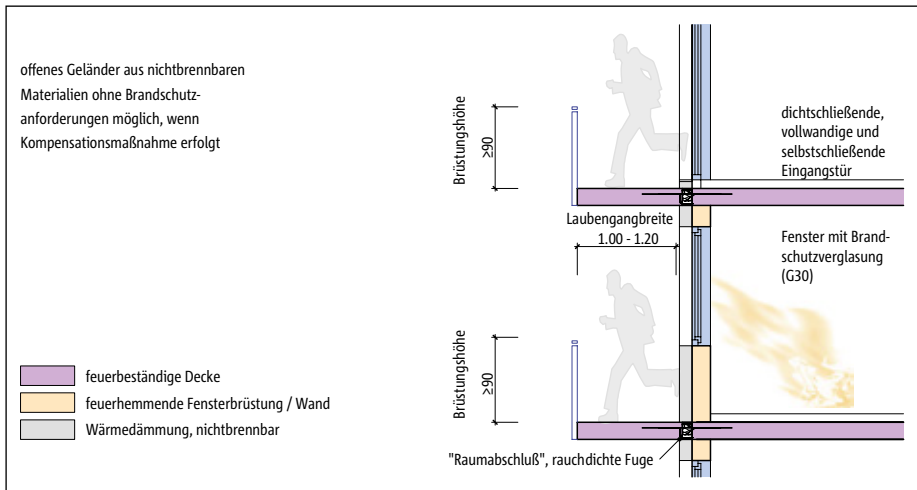 offenes Geländer aus nichtbrennbaren
Materialien ohne Brandschutz-
anforderungen möglich, wenn
Kompensationsmaßnahme erfolgt
Brüstungshöhe
≥90
dichtschließende,
vollwandige und
selbstschließende
Eingangstür
Laubengangbreite
1.00 - 1.20
Fenster mit Brand-
schutzverglasung
(G30)
Brüstungshöhe
≥90
feuerbeständige Decke
feuerhemmende Fensterbrüstung / Wand
Wärmedämmung, nichtbrennbar
"Raumabschluß", rauchdichte Fuge